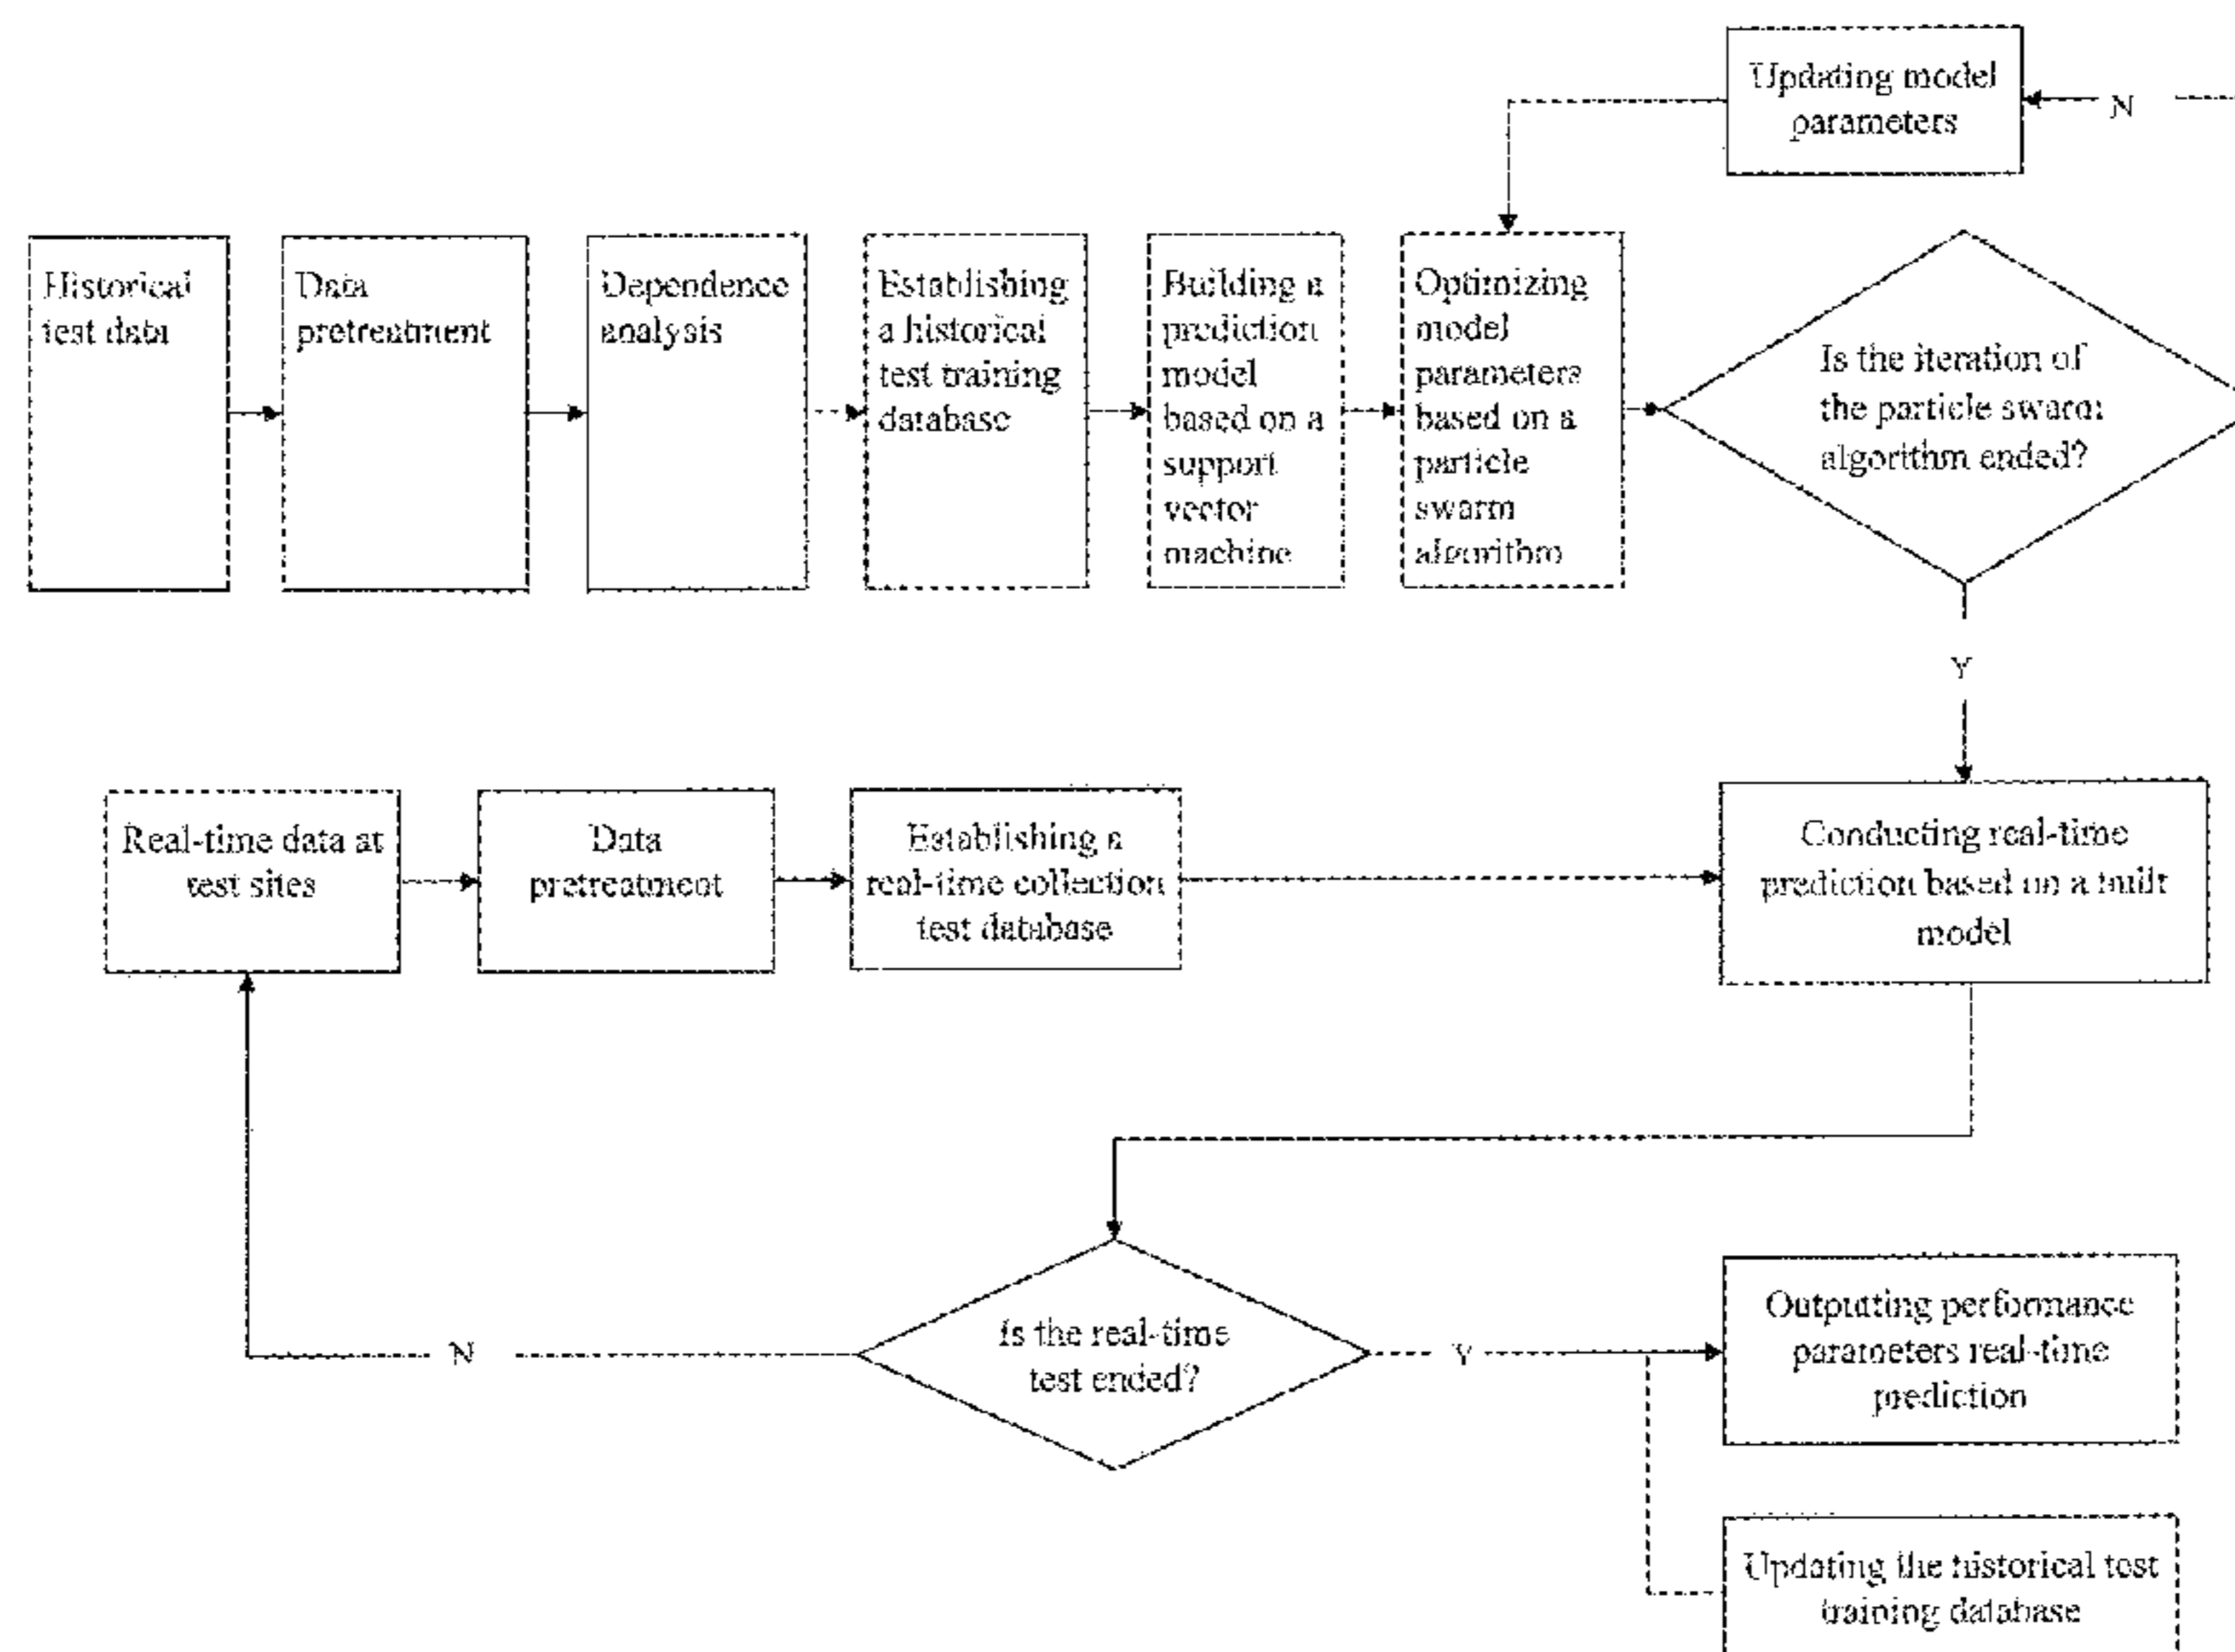 Updating model
parameters
N
Historical
test data
Data
pretreatment
Dependence
analysis
Establishing
a historical
test training
database
Building a
prediction
model
based on a
support
vector
machine
Optimizing
model
parameters
based on a
particle
swarm
algorithm
Is the iteration of
the particle swarm
algorithm ended?
Y
Real-time data at
test sites
Data
pretreatment
Establishing a
real-time collection
test database
Conducting real-time
prediction based on a built
model
Is the real-time
test ended?
N
Y
Outputting performance
parameters real-time
prediction
Updating the historical test
training database